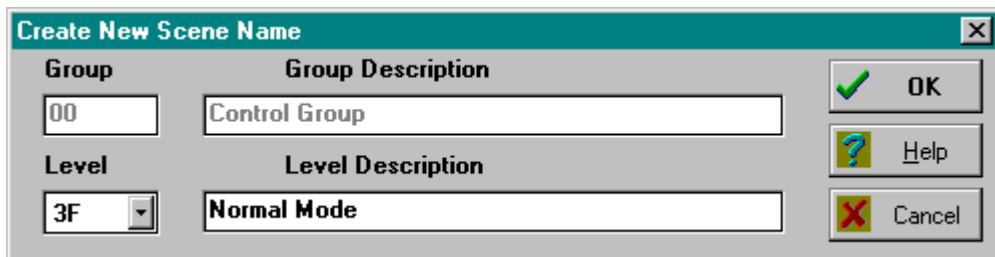 Create New Scene Name
Group Group Description
00 Control Group
OK
Level Level Description
Help
3F Normal Mode
Cancel